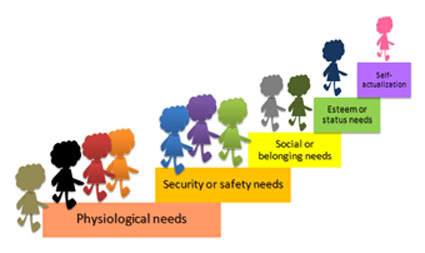 Self-
actualization
Esteem or
status needs
Social or
belonging needs
Security or safety needs
Physiological needs